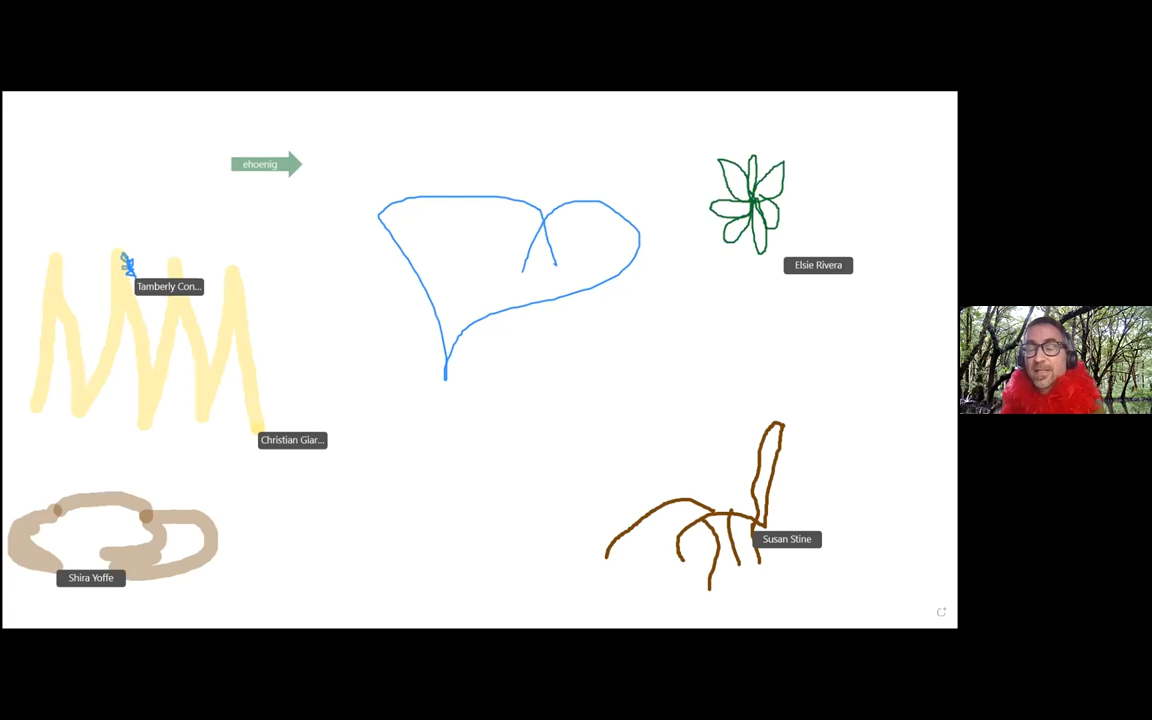 ehoenig
Elsie Rivera
Tamberly Con...
Christian Giar...
Susan Stine
Shira Yoffe